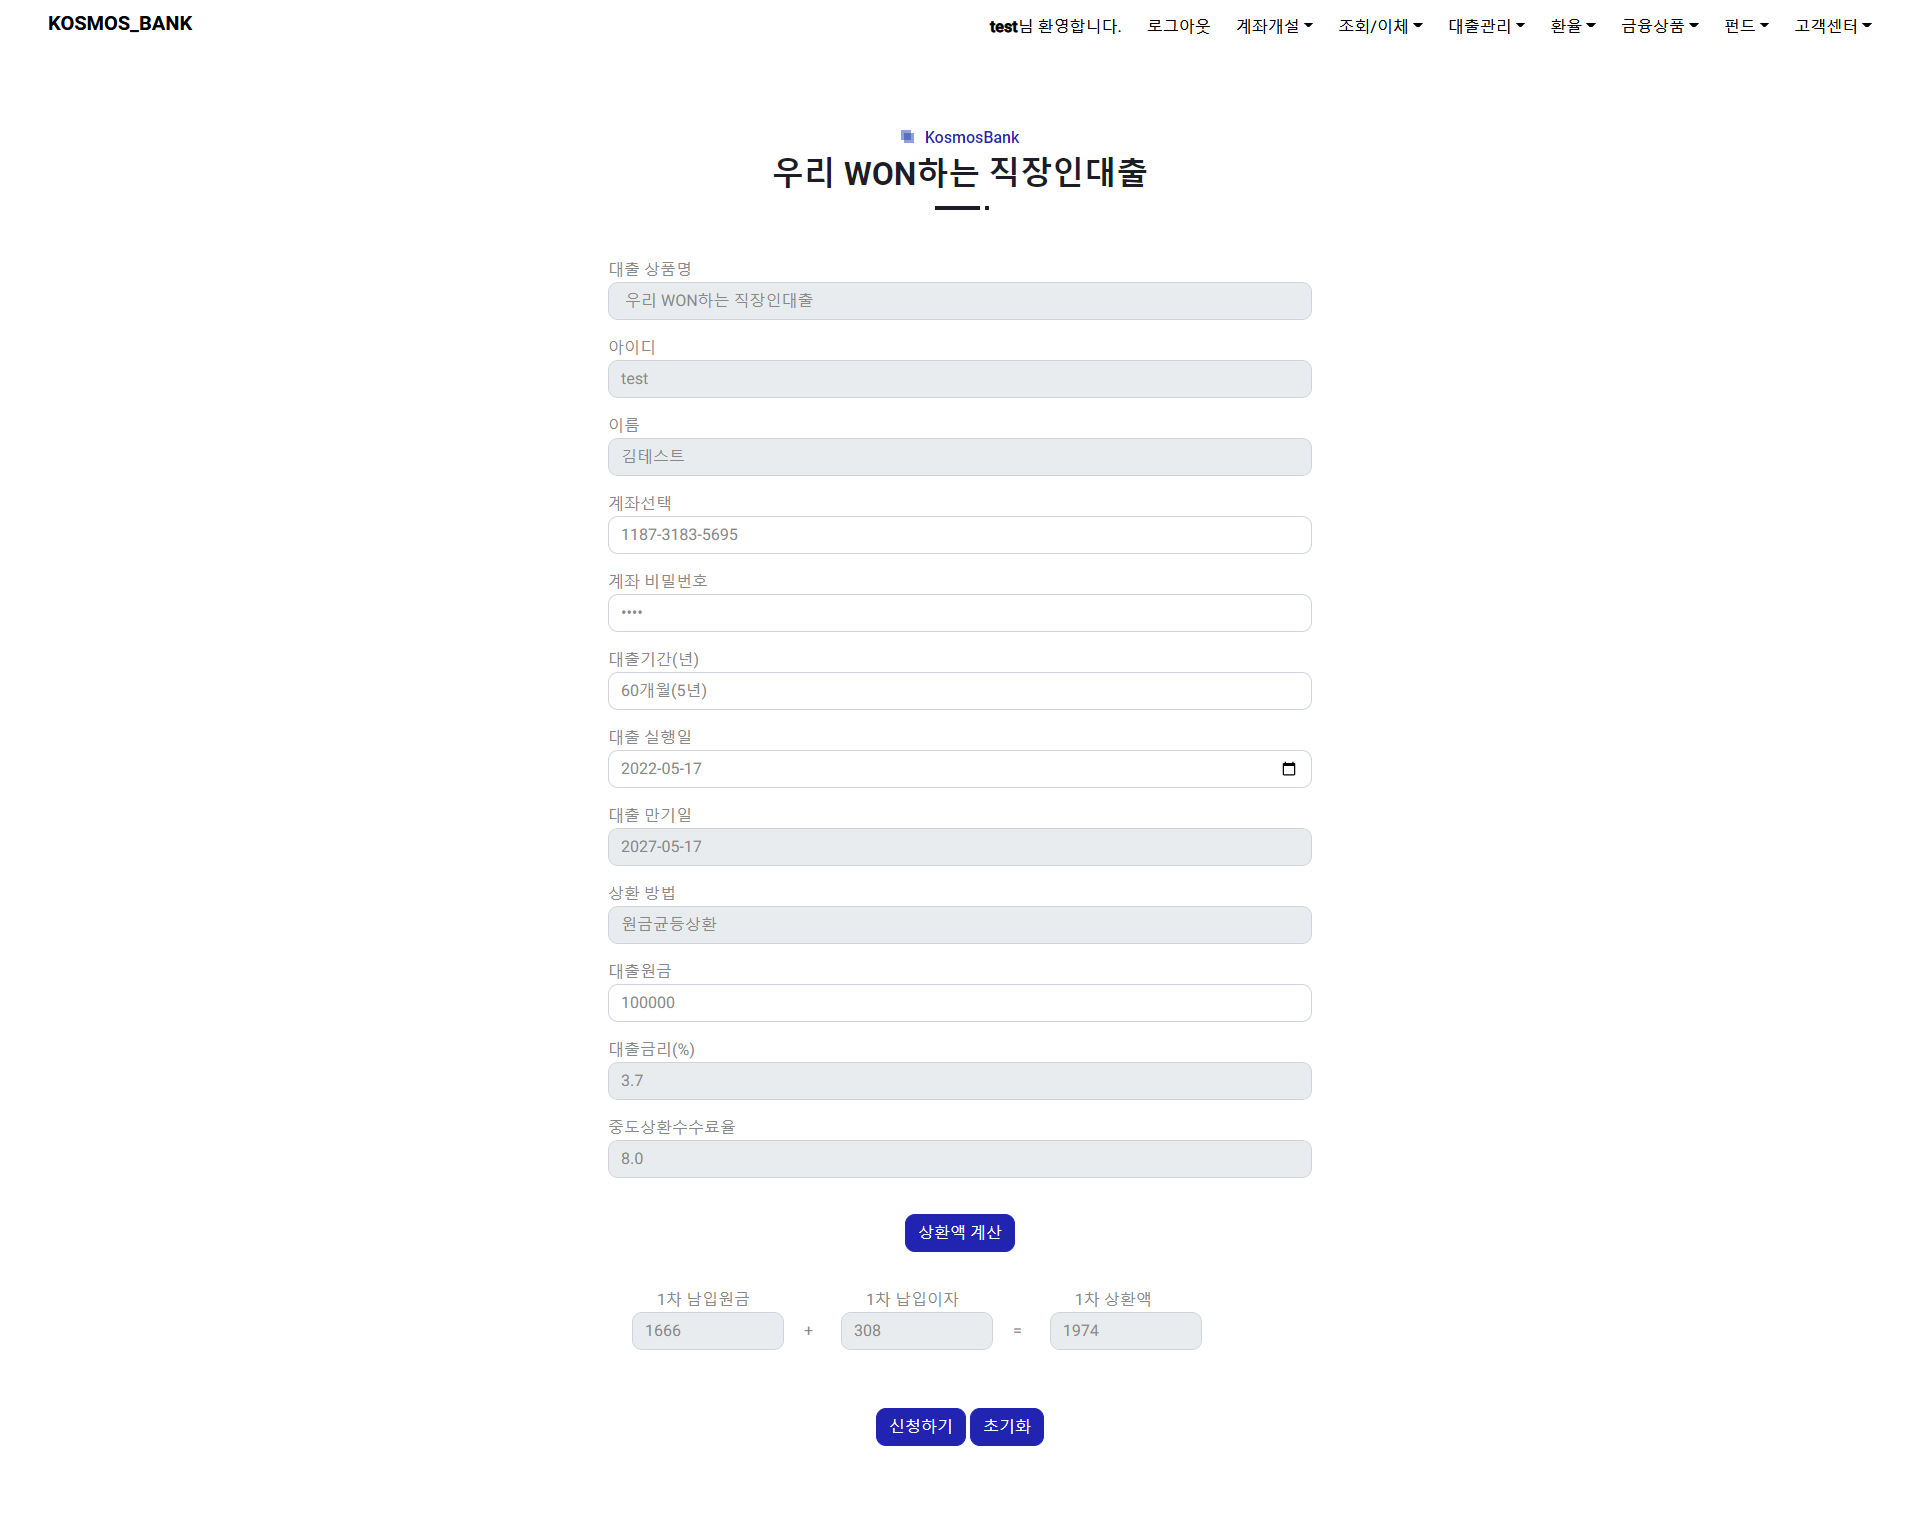 KOSMOS_BANK
test님 환영합니다. 로그아웃 계좌개설 조회/이체 대출관리 환율 금융상품 펀드 고객센터
KosmosBank
우리 WON하는 직장인대출
대출 상품명
우리 WON하는 직장인대출
아이디
test
이름
김테스트
계좌선택
1187-3183-5695
계좌 비밀번호
••••
대출기간(년)
60개월(5년)
대출 실행일
2022-05-17
대출 만기일
2027-05-17
상환 방법
원금균등상환
대출원금
100000
대출금리(%)
3.7
중도상환수수료율
8.0
상환액 계산
1차 남입원금 1차 납입이자 1차 상환액
1666 + 308 = 1974
신청하기 초기화